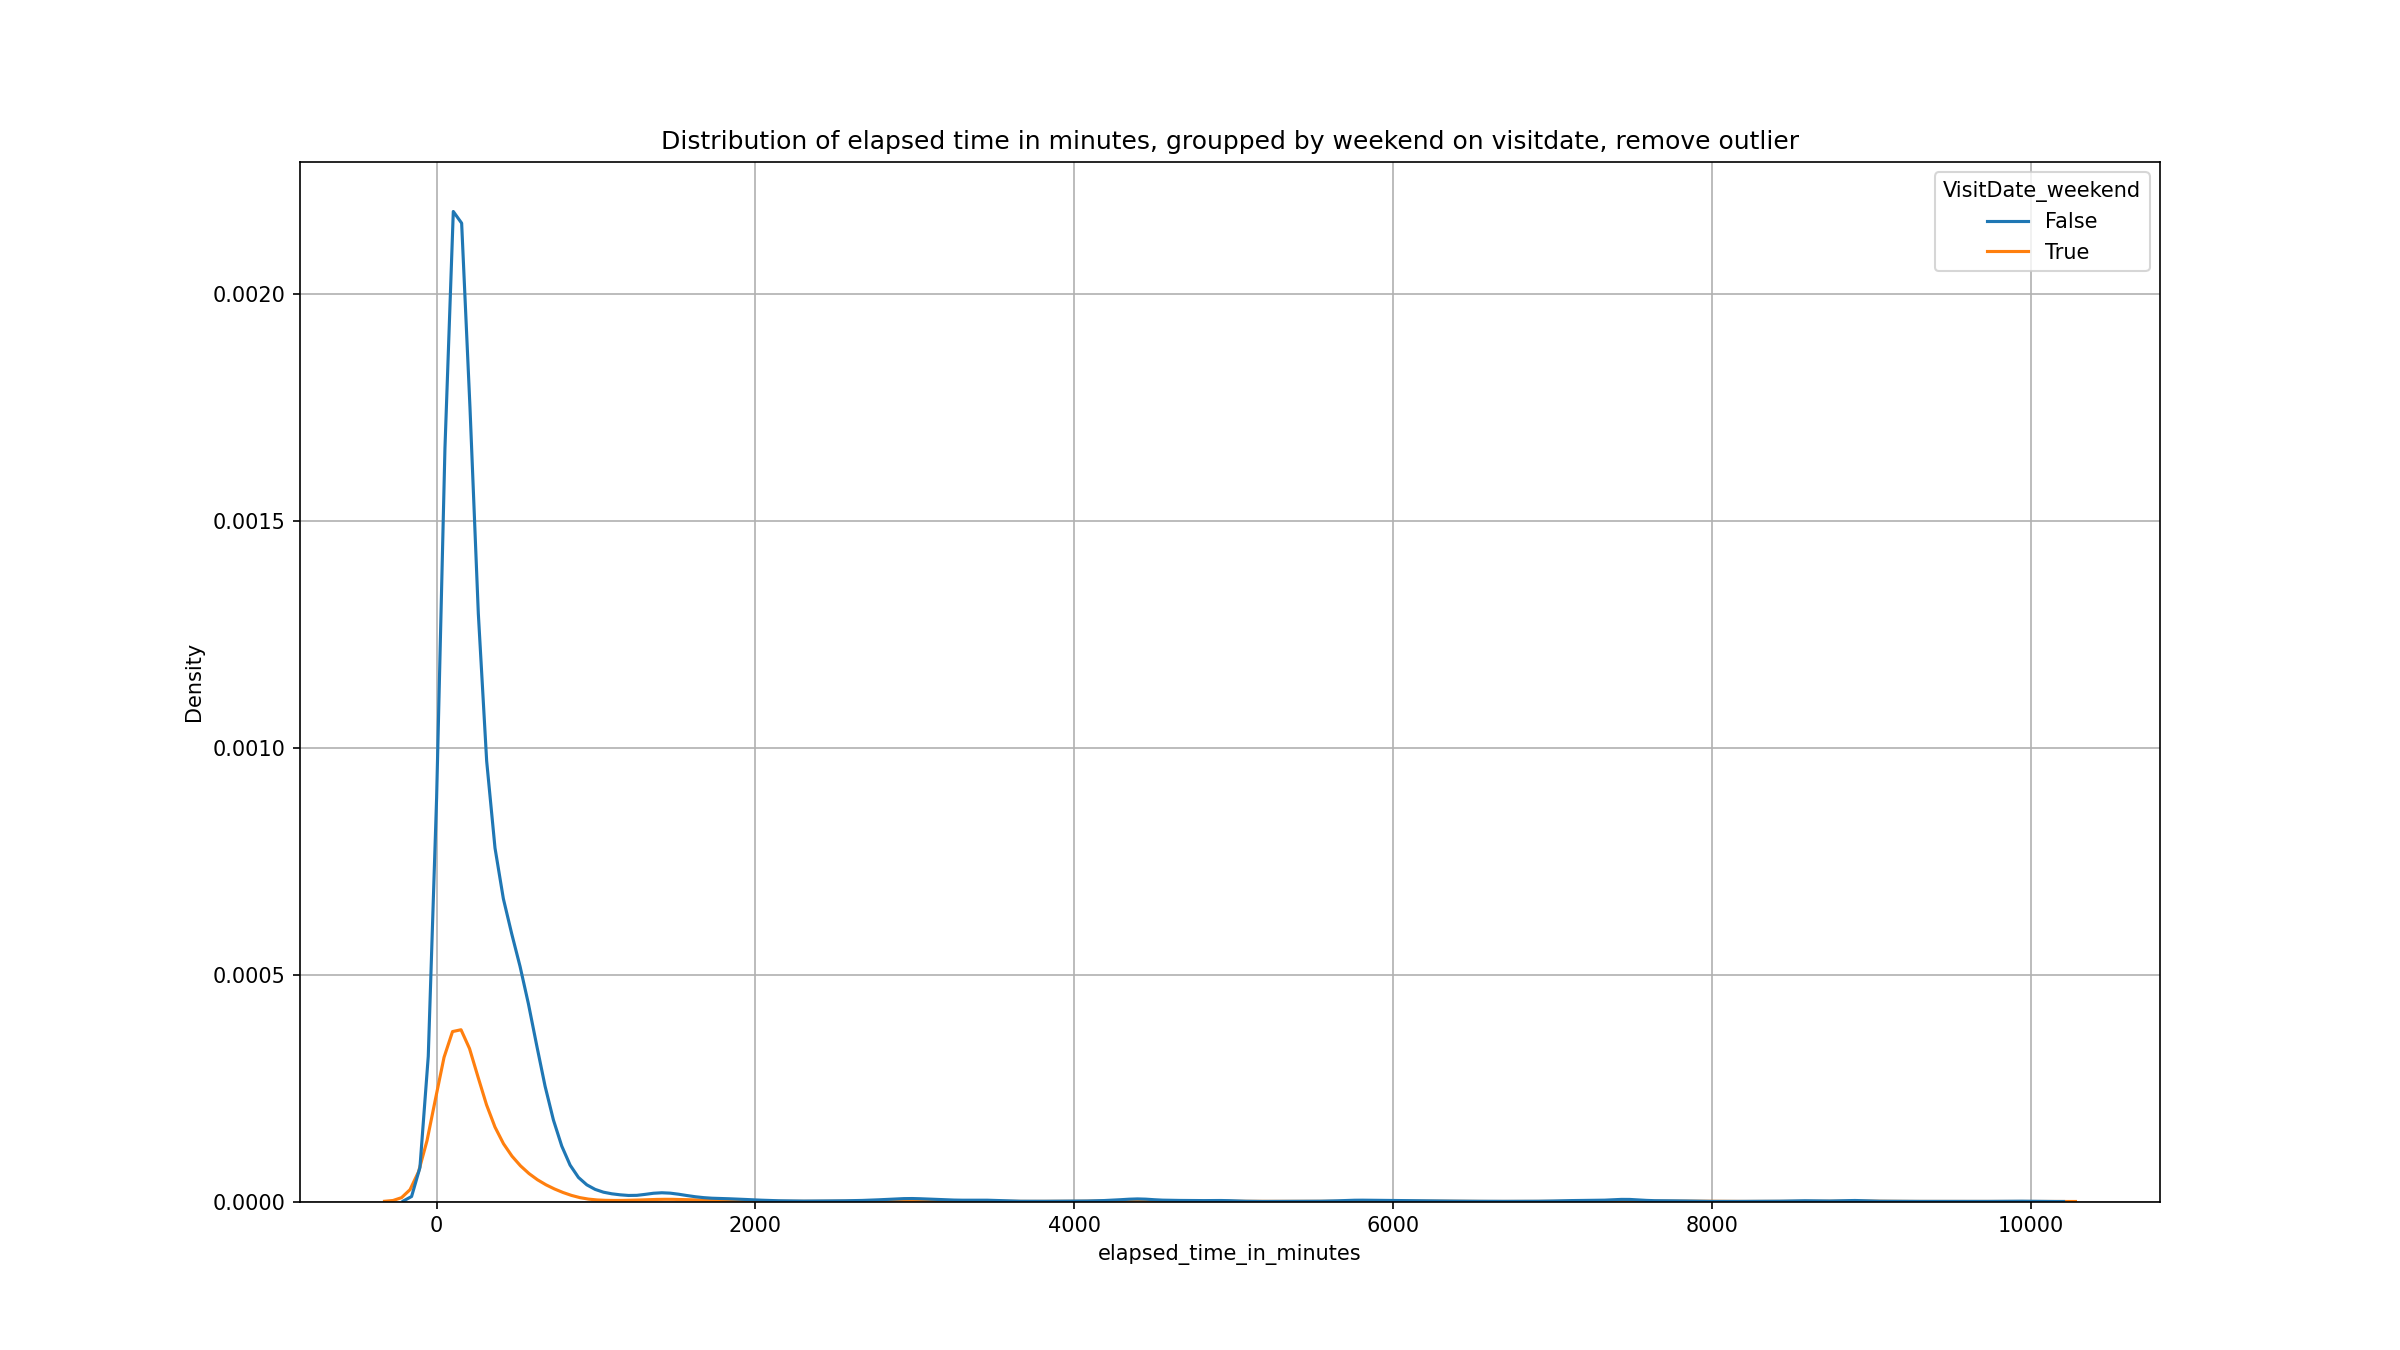 Distribution of elapsed time in minutes, groupped by weekend on visitdate, remove outlier
VisitDate_weekend
False
True
0.0020
0.0015
0.0010
0.0005
0.0000
Density
0 2000 4000 6000 8000 10000
elapsed_time_in_minutes